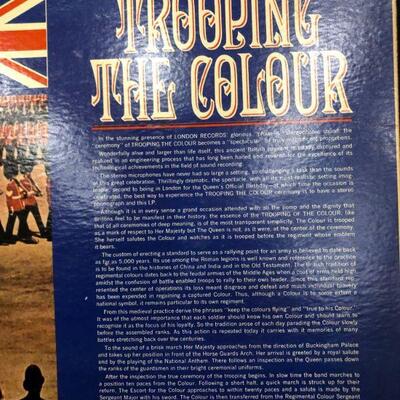 TROOPING
THE COLOUR
In the stunning presence of LONDON RECORDS' glorious "phase 4" stereophonic sound, the
"ceremony" of TROOPING THE COLOUR becomes a "spectacular" of truly magnificent proportions.
Wonderfully alive and larger than life itself, this ancient British pageant is totally captured and
realized in an engineering process that has long been hailed and revered for the excellence of its
technological achievements in the field of sound recording.
The stereo microphones have never had so large a setting, so challenging a task than the sounds
of this great celebration. Thrillingly dramatic, the spectacle, with all its most realistic setting imag-
inable, second to being in London for the Queen's Official Birthday—at which time the occasion is
celebrated, the best way to experience the TROOPING THE COLOUR ceremony is to have a stereo
phonograph and this LP.
Although it is in every sense a grand occasion attended with all the pomp and the dignity that
Britons feel to be manifest in their history, the essence of the TROOPING OF THE COLOUR, like
that of all ceremonies of deep meaning, is of the most transparent simplicity. The Colour is trooped
as a mark of respect to Her Majesty but The Queen is not, as it were, at the center of the ceremony.
She herself salutes the Colour and watches as it is trooped before the regiment whose emblem
it bears.
The custom of erecting a standard to serve as a rallying point for an army is believed to date back
as far as 5,000 years. Its use among the Roman legions is well known and reference to the practice
is to be found in the histories of China and India and in the Old Testament. The British tradition of
regimental colours dates back to the feudal armies of the Middle Ages when a coat of arms held high
amidst the confusion of battle enabled troops to rally to their own leader. Since this standard rep-
resented the center of operations its loss meant disgrace and defeat and much individual bravery
has been expended in regaining a captured Colour. Thus, although a Colour is to some extent a
national symbol, it remains particular to its own regiment.
From this medieval practice derive the phrases "keep the colours flying" and "true to his Colour".
It was of the utmost importance that each soldier should know his own Colour and should learn to
recognize it as the focus of his loyalty. So the tradition arose of each day parading the Colour slowly
before the assembled ranks. As this action is repeated today it carries with it memories of many
battles stretching back over the centuries.
To the sound of a brisk march Her Majesty approaches from the direction of Buckingham Palace
and takes up her position in front of the Horse Guards Arch. Her arrival is greeted by a royal salute
and by the playing of the National Anthem. There follows an inspection as the Queen passes down
the ranks of the guardsmen in their bright ceremonial uniforms.
After the inspection the true ceremony of the trooping begins. In slow time the band marches to
a position ten paces from the Colour. Following a short halt, a quick march is struck up for their
return. The Escort for the Colour approaches to within twenty paces and a salute is made by the
Sergeant Major with his sword. The Colour is then transferred from the Regimental Colour Sergeant